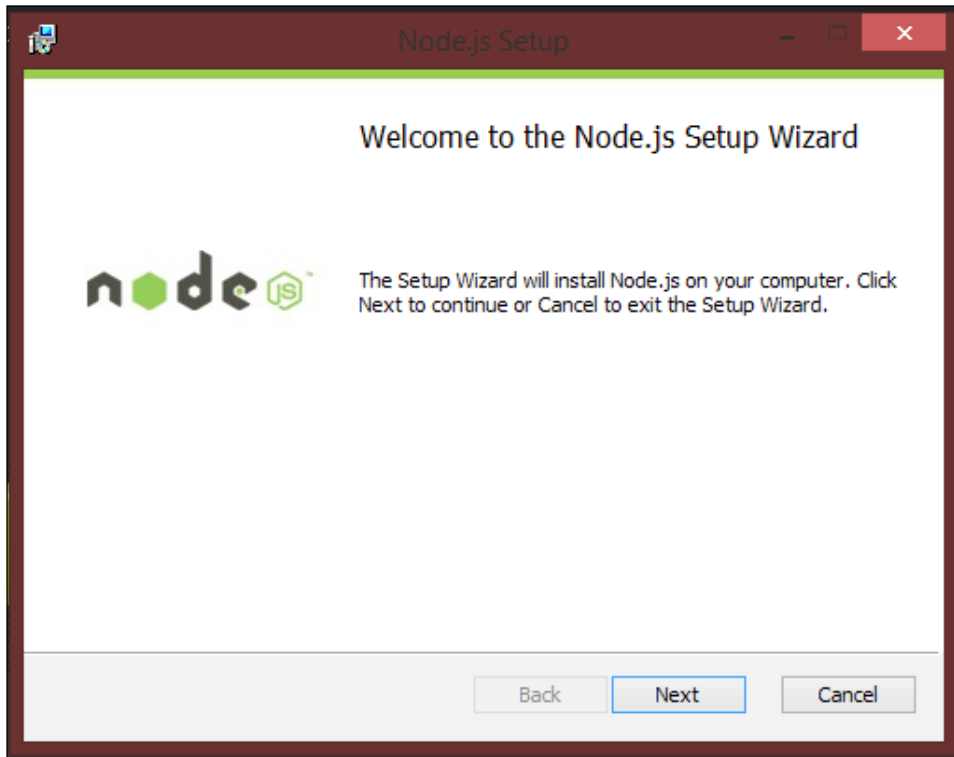 Node.js Setup
Welcome to the Node.js Setup Wizard
node JS™
The Setup Wizard will install Node.js on your computer. Click
Next to continue or Cancel to exit the Setup Wizard.
Back Next Cancel